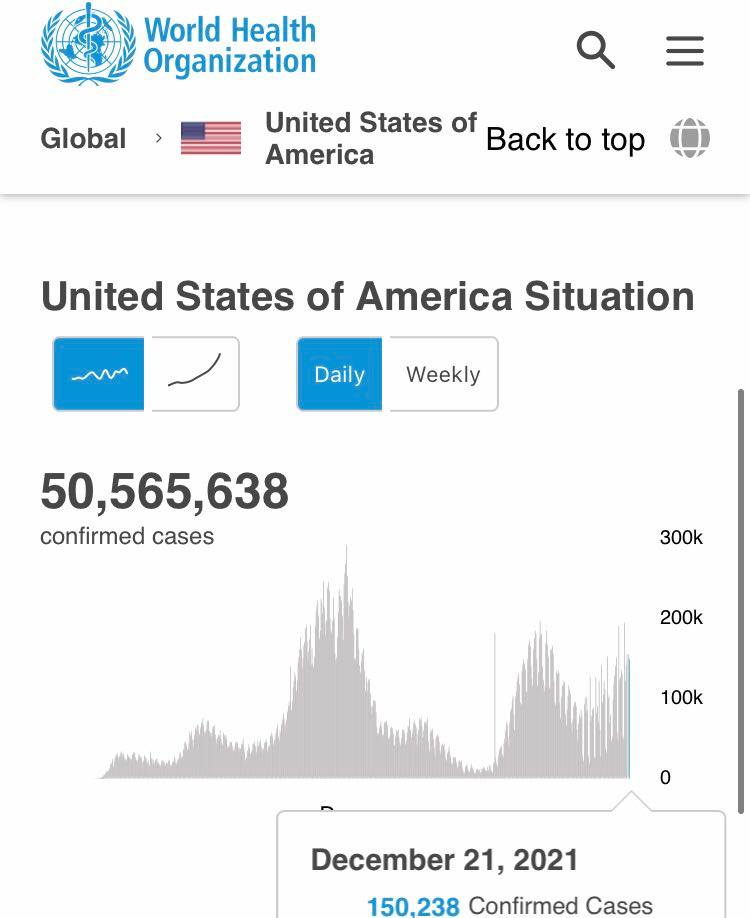 World Health
Organization
Global
United States of
America
Back to top
United States of America Situation
Daily
Weekly
50,565,638
confirmed cases
300k
200k
100k
0
December 21, 2021
150,238 Confirmed Cases